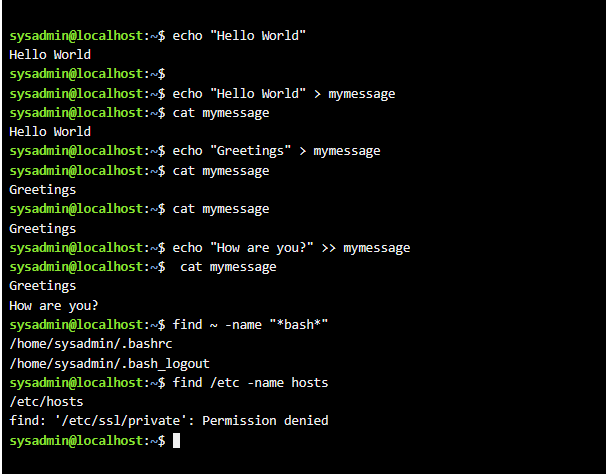 sysadmin@localhost:~$ echo "Hello World"
Hello World
sysadmin@localhost:~$
sysadmin@localhost:~$ echo "Hello World" > mymessage
sysadmin@localhost:~$ cat mymessage
Hello World
sysadmin@localhost:~$ echo "Greetings" > mymessage
sysadmin@localhost:~$ cat mymessage
Greetings
sysadmin@localhost:~$ cat mymessage
Greetings
sysadmin@localhost:~$ echo "How are you?" >> mymessage
sysadmin@localhost:~$  cat mymessage
Greetings
How are you?
sysadmin@localhost:~$ find ~ -name "*bash*"
/home/sysadmin/.bashrc
/home/sysadmin/.bash_logout
sysadmin@localhost:~$ find /etc -name hosts
/etc/hosts
find: '/etc/ssl/private': Permission denied
sysadmin@localhost:~$